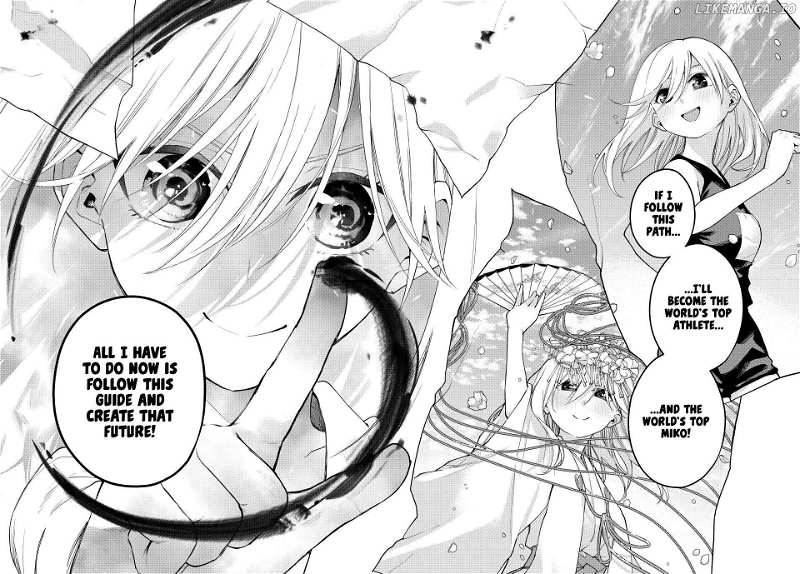 LIKEMANGA.IO
IF I
FOLLOW
THIS
PATH...
...I'LL
BECOME THE
WORLD'S TOP
ATHLETE...
...AND THE
WORLD'S TOP
MIKO!
ALL I HAVE
TO DO NOW IS
FOLLOW THIS
GUIDE AND
CREATE THAT
FUTURE!